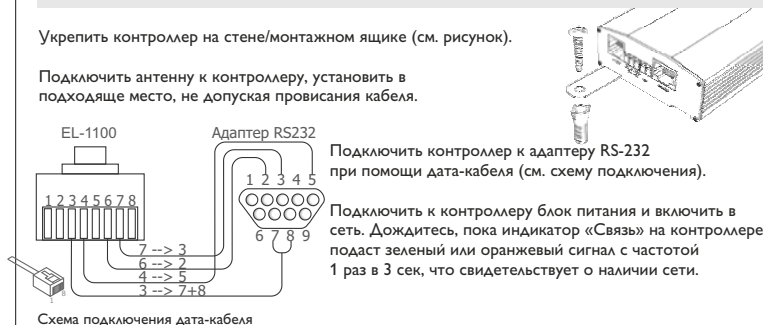 Укрепить контроллер на стене/монтажном ящике (см. рисунок).
Подключить антенну к контроллеру, установить в
подходяще место, не допуская провисания кабеля.
EL-1100
Адаптер RS232
1 2 3 4 5
1 2 3 4 5 6 7 8
6 7 8 9
7 --> 3
6 --> 2
4 --> 5
3 --> 7+8
1
8
Схема подключения дата-кабеля
Подключить контроллер к адаптеру RS-232
при помощи дата-кабеля (см. схему подключения).
Подключить к контроллеру блок питания и включить в
сеть. Дождитесь, пока индикатор «Связь» на контроллере
подаст зеленый или оранжевый сигнал с частотой
1 раз в 3 сек, что свидетельствует о наличии сети.